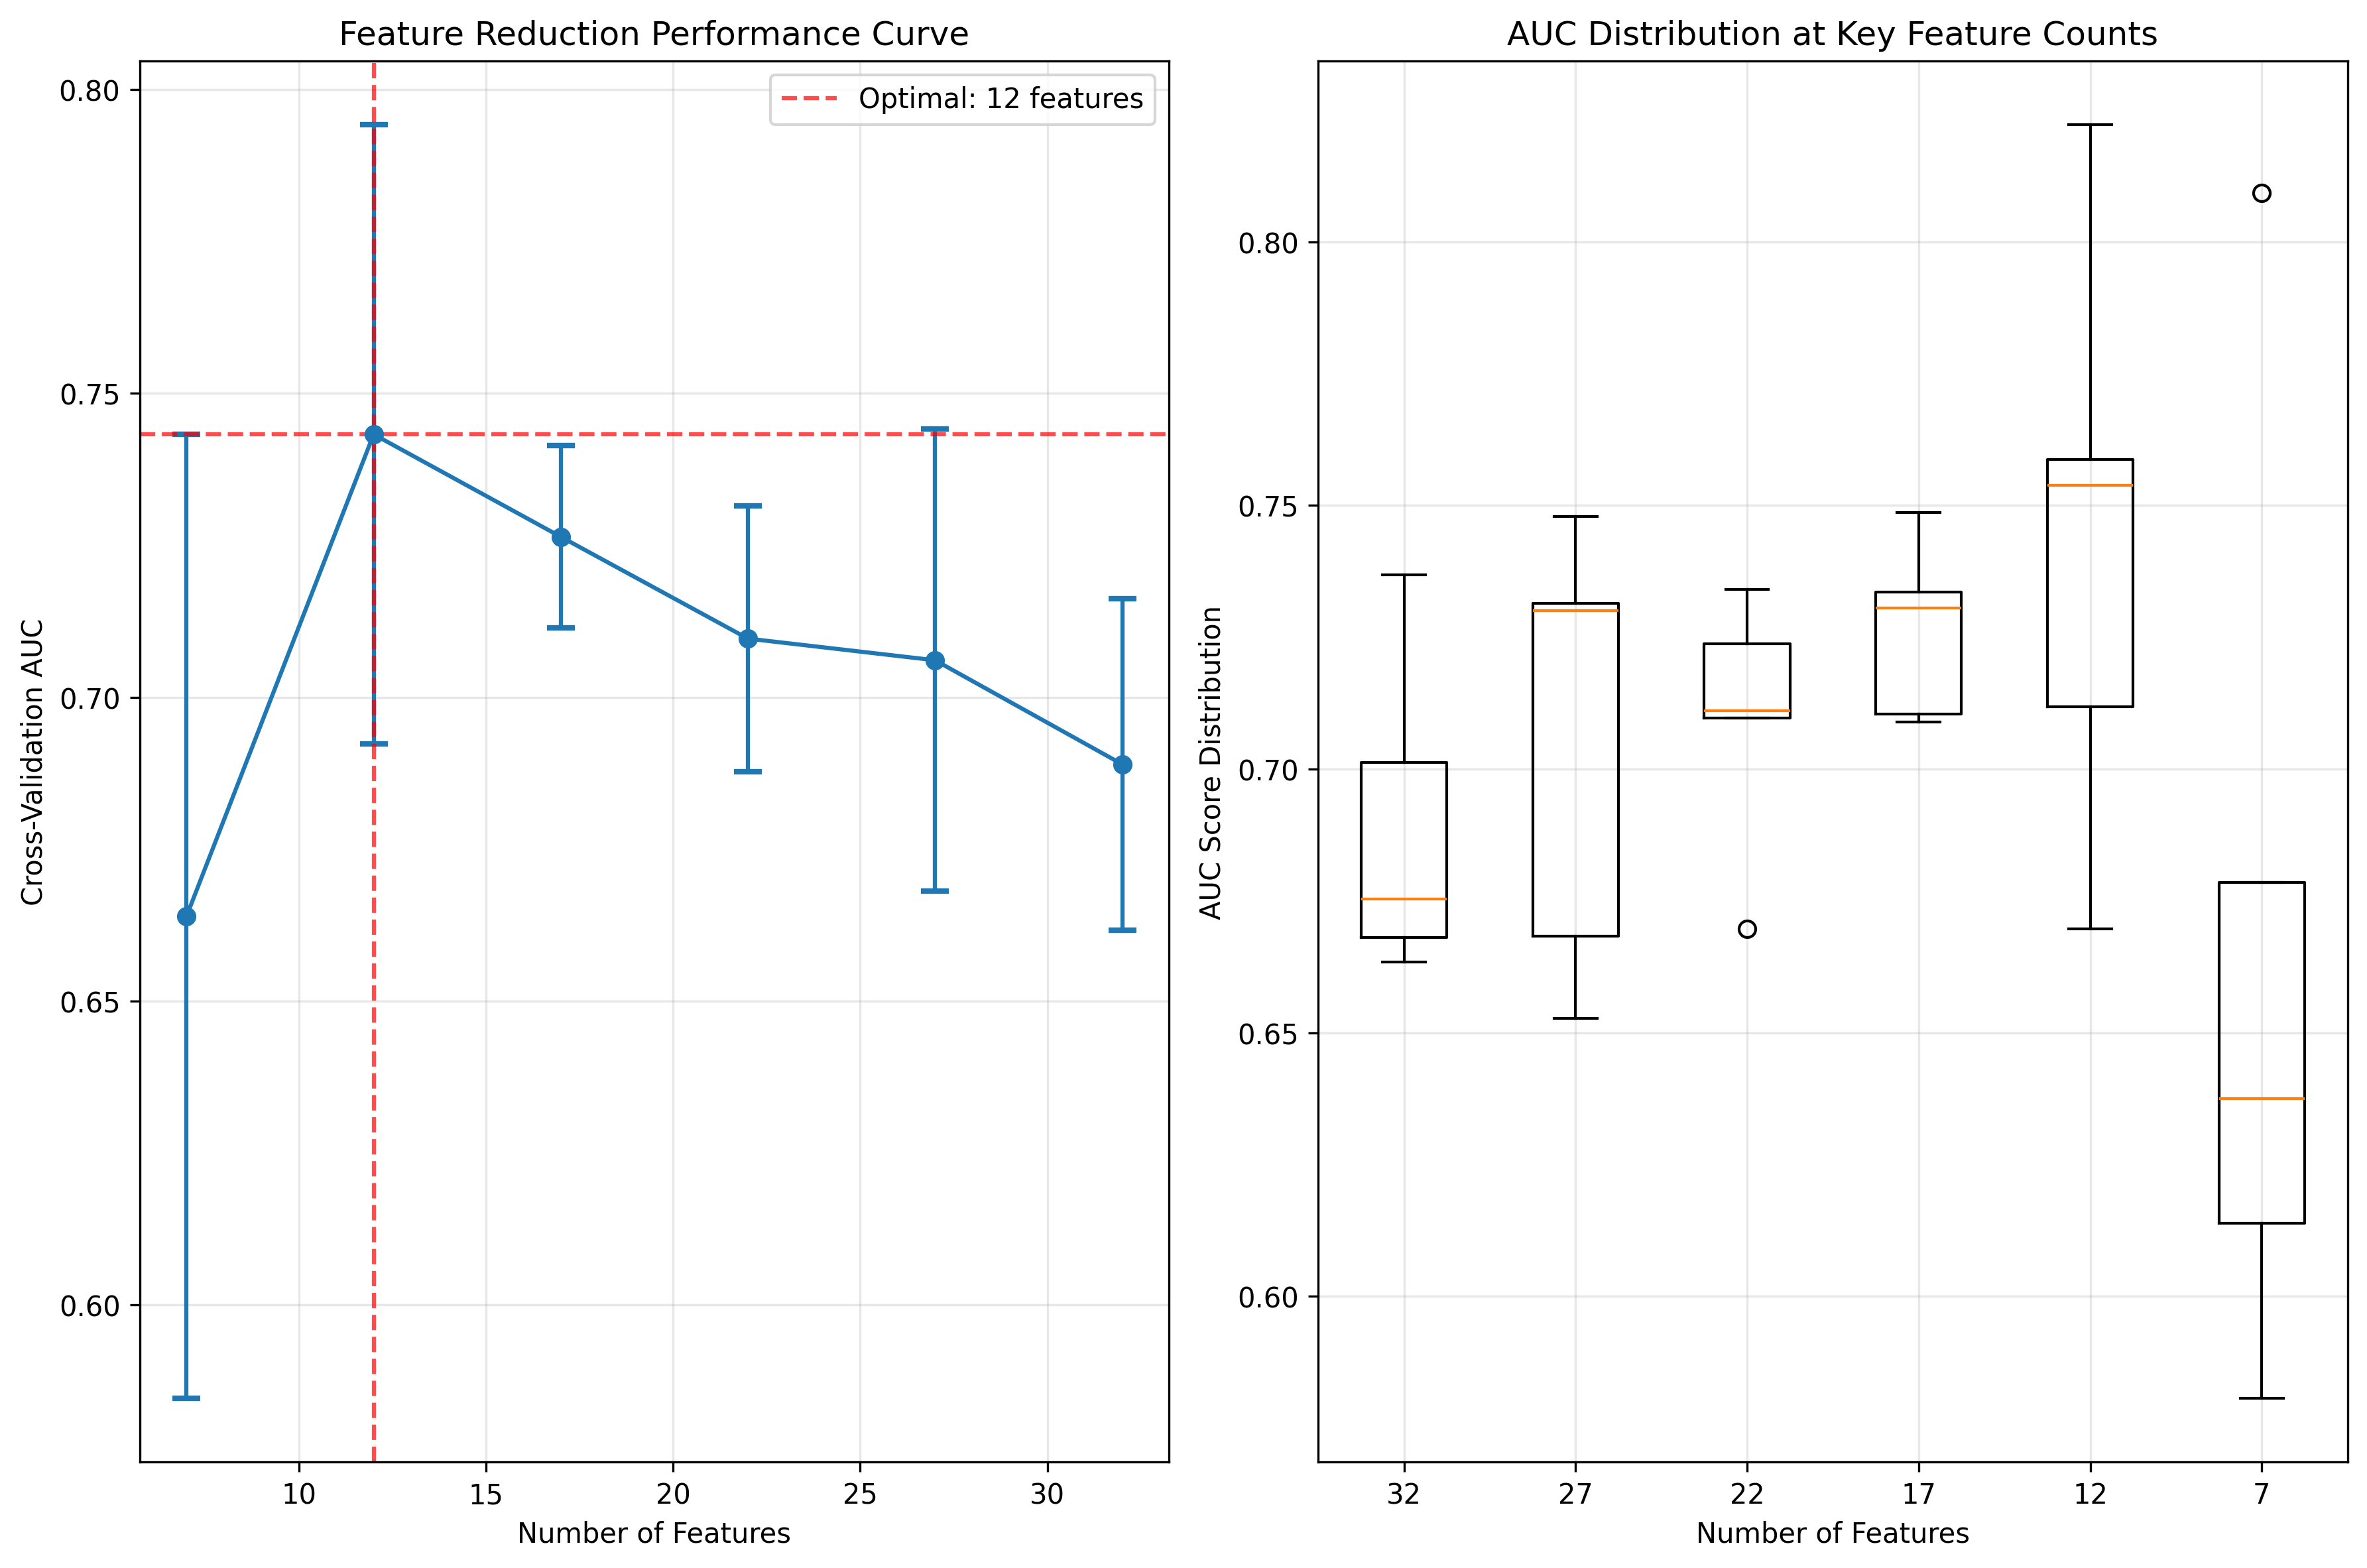 Feature Reduction Performance Curve
Optimal: 12 features
0.80
0.75
0.70
0.65
0.60
Cross-Validation AUC
10 15 20 25 30
Number of Features
AUC Distribution at Key Feature Counts
0.80
0.75
0.70
0.65
0.60
AUC Score Distribution
32 27 22 17 12 7
Number of Features